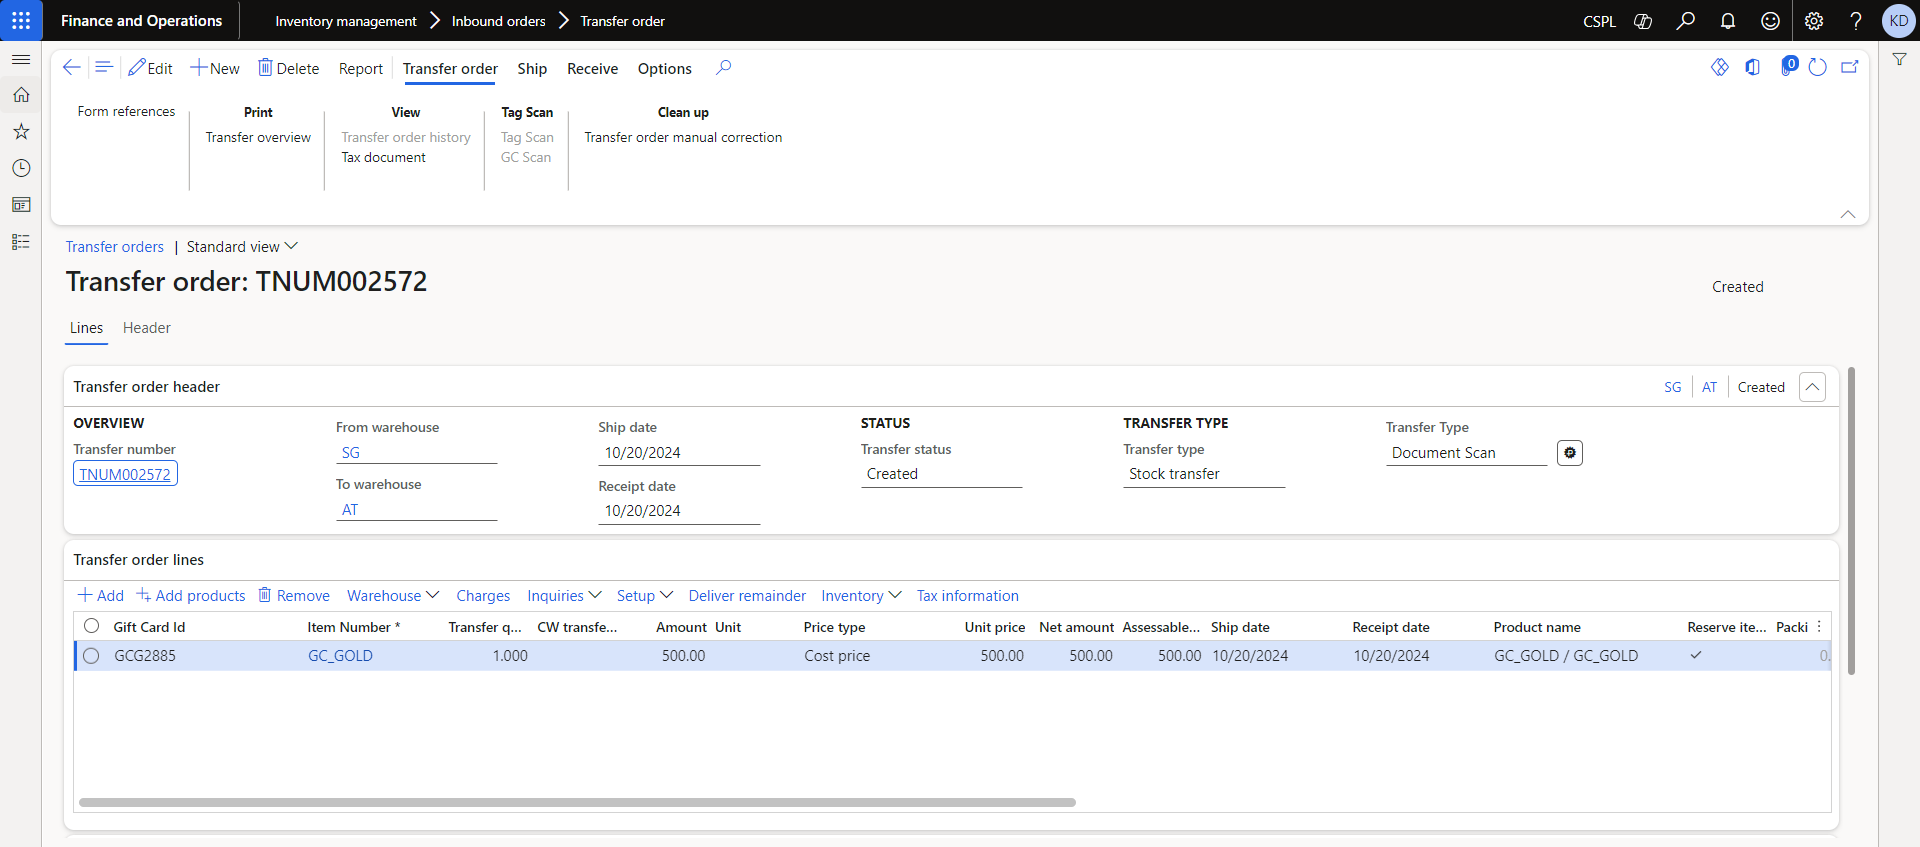 Finance and Operations
Inventory management > Inbound orders > Transfer order
CSPL
KD
Edit New Delete Report Transfer order Ship Receive Options
0
Form references
Print
Transfer overview
View
Transfer order history
Tax document
Tag Scan
Tag Scan
GC Scan
Clean up
Transfer order manual correction
Transfer orders | Standard view
Transfer order: TNUM002572
Created
Lines Header
Transfer order header
SG AT Created
OVERVIEW
Transfer number
TNUM002572
From warehouse
SG
To warehouse
AT
Ship date
10/20/2024
Receipt date
10/20/2024
STATUS
Transfer status
Created
TRANSFER TYPE
Transfer type
Stock transfer
Transfer Type
Document Scan
Transfer order lines
Add Add products Remove Warehouse Charges Inquiries Setup Deliver remainder Inventory Tax information
Gift Card Id Item Number * Transfer q... CW transfe... Amount Unit Price type Unit price Net amount Assessable... Ship date Receipt date Product name Reserve ite... Packi
GCG2885 GC_GOLD 1.000 500.00 Cost price 500.00 500.00 500.00 10/20/2024 10/20/2024 GC_GOLD / GC_GOLD 0.